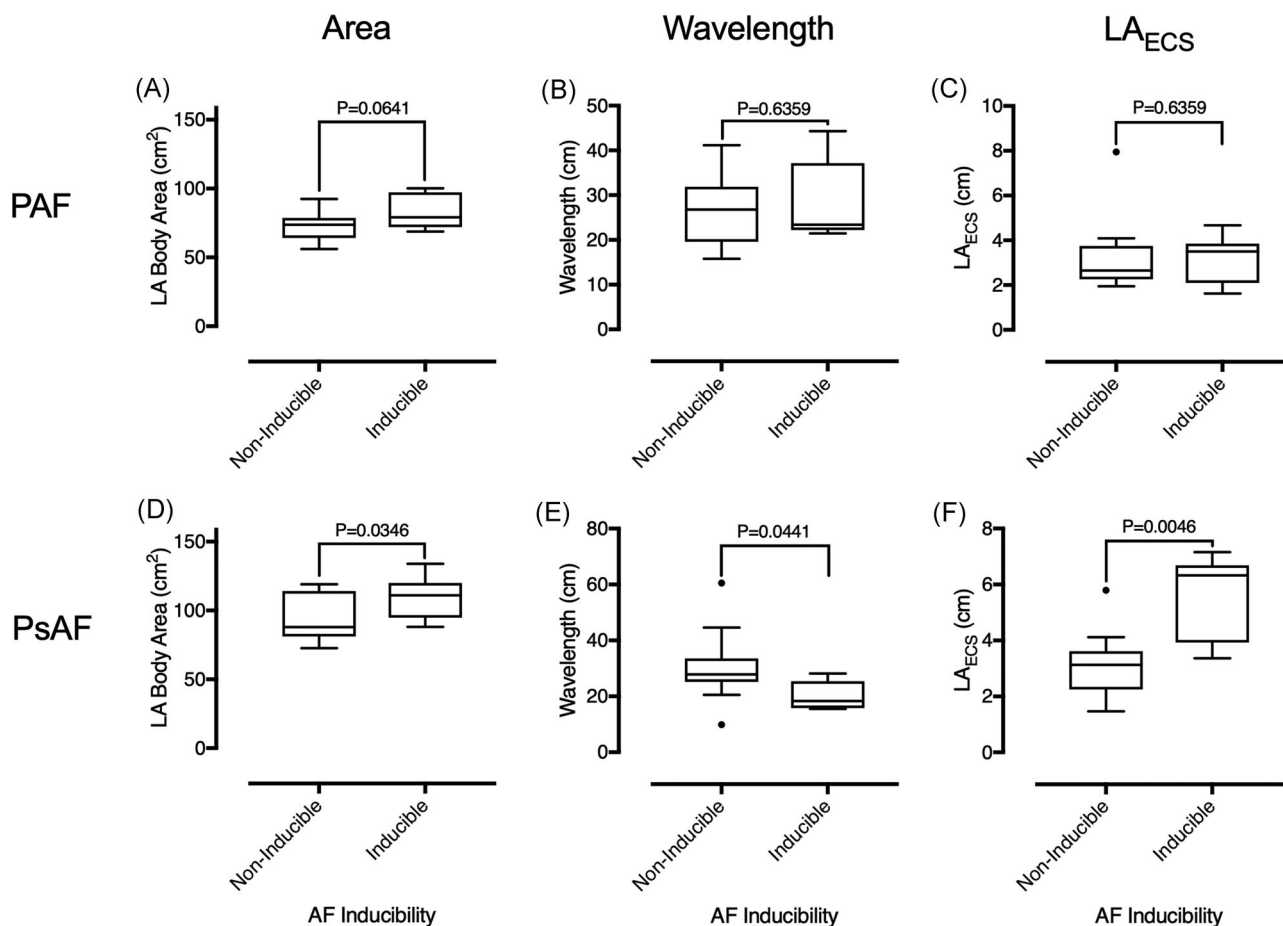 Area
Wavelength
LA_ECS
PAF
(A)
P=0.0641
LA Body Area (cm²)
150
100
50
0
Non-Inducible
Inducible
(B)
P=0.6359
Wavelength (cm)
50
40
30
20
10
0
Non-Inducible
Inducible
(C)
P=0.6359
LA_ECS (cm)
10
8
6
4
2
0
Non-Inducible
Inducible
PsAF
(D)
P=0.0346
LA Body Area (cm²)
150
100
50
0
Non-Inducible
Inducible
AF Inducibility
(E)
P=0.0441
Wavelength (cm)
80
60
40
20
0
Non-Inducible
Inducible
AF Inducibility
(F)
P=0.0046
LA_ECS (cm)
8
6
4
2
0
Non-Inducible
Inducible
AF Inducibility